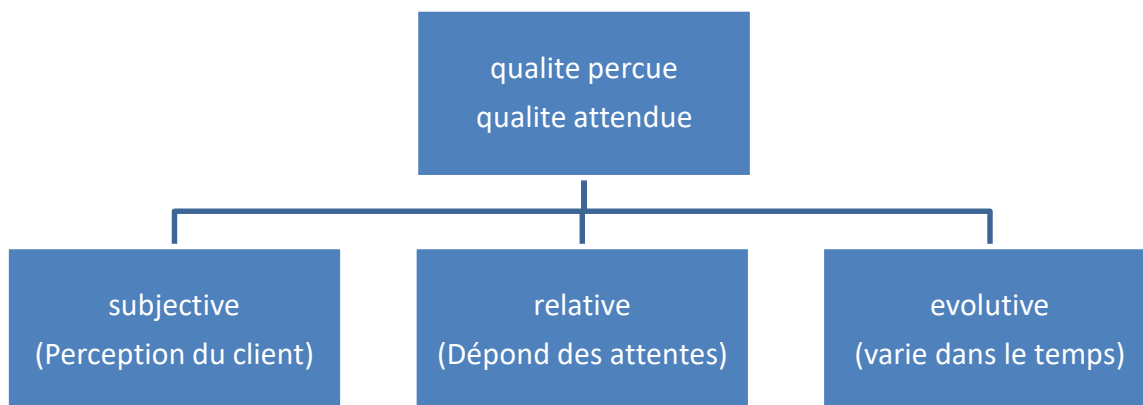 qualite percue
qualite attendue
subjective
(Perception du client)
relative
(Dépond des attentes)
evolutive
(varie dans le temps)